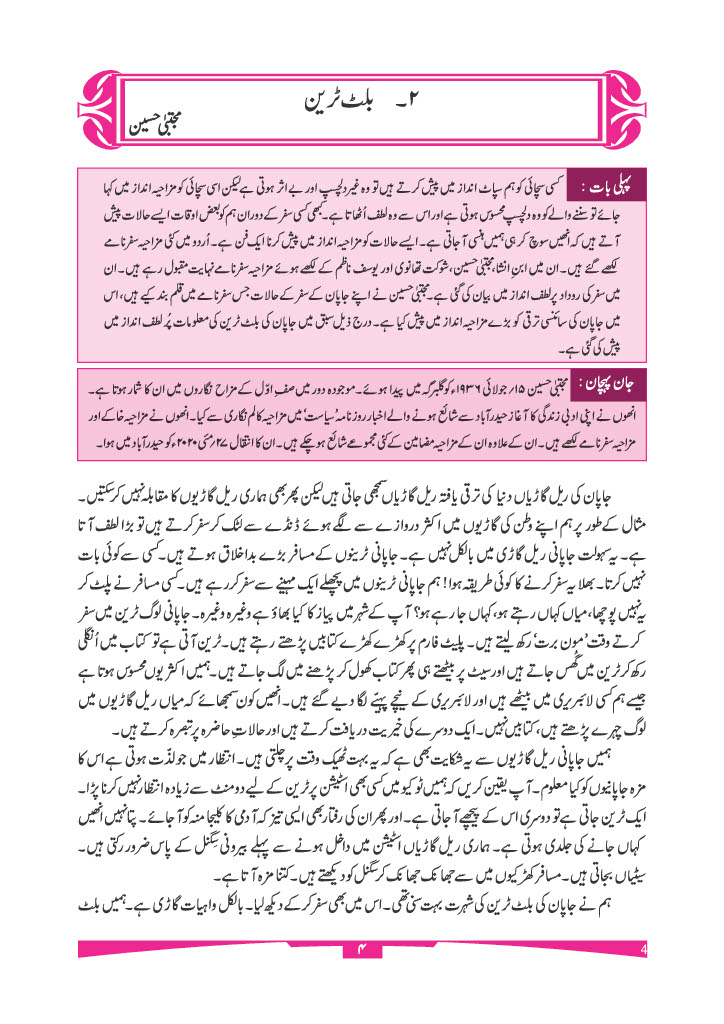 ۲۔ بلٹ ٹرین
مجتبیٰ حسین
پہلی بات : کسی سچائی کو ہم سپاٹ انداز میں پیش کرتے ہیں تو وہ غیر دلچسپ اور بے اثر ہوتی ہے لیکن اسی سچائی کو مزاحیہ انداز میں کہا
جائے تو سننے والے کو وہ دلچسپ محسوس ہوتی ہے اور اس سے وہ لطف اُٹھاتا ہے۔ کبھی کسی سفر کے دوران ہم کو بعض اوقات ایسے حالات پیش
آتے ہیں کہ انھیں سوچ کر ہی ہمیں ہنسی آ جاتی ہے۔ ایسے حالات کو مزاحیہ انداز میں پیش کرنا ایک فن ہے۔ اُردو میں کئی مزاحیہ سفرنامے
لکھے گئے ہیں۔ ان میں ابنِ انشا، مجتبیٰ حسین، شوکت تھانوی اور یوسف ناظم کے لکھے ہوئے مزاحیہ سفرنامے نہایت مقبول رہے ہیں۔ ان
میں سفر کی روداد پر لطف انداز میں بیان کی گئی ہے۔ مجتبیٰ حسین نے اپنے جاپان کے سفر کے حالات جس سفرنامے میں قلم بند کیے ہیں، اس
میں جاپان کی سائنسی ترقی کو بڑے مزاحیہ انداز میں پیش کیا ہے۔ درج ذیل سبق میں جاپان کی بلٹ ٹرین کی معلومات پُر لطف انداز میں
پیش کی گئی ہے۔
جان پہچان : مجتبیٰ حسین ۱۵؍ جولائی ۱۹۳۶ء کو گلبرگہ میں پیدا ہوئے۔ موجودہ دور میں صفِ اوّل کے مزاح نگاروں میں ان کا شمار ہوتا ہے۔
انھوں نے اپنی ادبی زندگی کا آغاز حیدرآباد سے شائع ہونے والے اخبار روزنامہ 'سیاست' میں مزاحیہ کالم نگاری سے کیا۔ انھوں نے مزاحیہ خاکے اور
مزاحیہ سفرنامے لکھے ہیں۔ ان کے علاوہ ان کے مزاحیہ مضامین کے کئی مجموعے شائع ہو چکے ہیں۔ ان کا انتقال ۲۷؍ مئی ۲۰۲۰ء کو حیدرآباد میں ہوا۔
جاپان کی ریل گاڑیاں دنیا کی ترقی یافتہ ریل گاڑیاں سمجھی جاتی ہیں لیکن پھر بھی ہماری ریل گاڑیوں کا مقابلہ نہیں کر سکتیں۔
مثال کے طور پر ہم اپنے وطن کی گاڑیوں میں اکثر دروازے سے لگے ہوئے ڈنڈے سے لٹک کر سفر کرتے ہیں تو بڑا لطف آتا
ہے۔ یہ سہولت جاپانی ریل گاڑی میں بالکل نہیں ہے۔ جاپانی ٹرینوں کے مسافر بڑے بداخلاق ہوتے ہیں۔ کسی سے کوئی بات
نہیں کرتا۔ بھلا یہ سفر کرنے کا کوئی طریقہ ہوا! ہم جاپانی ٹرینوں میں پچھلے ایک مہینے سے سفر کر رہے ہیں۔ کسی مسافر نے پلٹ کر
یہ نہیں پوچھا، میاں کہاں رہتے ہو، کہاں جا رہے ہو؟ آپ کے شہر میں پیاز کا کیا بھاؤ ہے وغیرہ وغیرہ۔ جاپانی لوگ ٹرین میں سفر
کرتے وقت 'مون برت' رکھ لیتے ہیں۔ پلیٹ فارم پر کھڑے کھڑے کتابیں پڑھتے رہتے ہیں۔ ٹرین آتی ہے تو کتاب میں اُنگلی
رکھ کر ٹرین میں گھس جاتے ہیں اور سیٹ پر بیٹھتے ہی پھر کتاب کھول کر پڑھنے میں لگ جاتے ہیں۔ ہمیں اکثر یوں محسوس ہوتا ہے
جیسے ہم کسی لائبریری میں بیٹھے ہیں اور لائبریری کے نیچے پہیّے لگا دیے گئے ہیں۔ انھیں کون سمجھائے کہ میاں ریل گاڑیوں میں
لوگ چہرے پڑھتے ہیں، کتابیں نہیں۔ ایک دوسرے کی خیریت دریافت کرتے ہیں اور حالاتِ حاضرہ پر تبصرہ کرتے ہیں۔
ہمیں جاپانی ریل گاڑیوں سے یہ شکایت بھی ہے کہ یہ بہت ٹھیک وقت پر چلتی ہیں۔ انتظار میں جو لذّت ہوتی ہے اس کا
مزہ جاپانیوں کو کیا معلوم۔ آپ یقین کریں کہ ہمیں ٹوکیو میں کسی بھی اسٹیشن پر ٹرین کے لیے دو منٹ سے زیادہ انتظار نہیں کرنا پڑا۔
ایک ٹرین جاتی ہے تو دوسری اس کے پیچھے آ جاتی ہے۔ اور پھر ان کی رفتار بھی ایسی تیز کہ آدمی کا کلیجا منہ کو آ جائے۔ پتا نہیں انھیں
کہاں جانے کی جلدی ہوتی ہے۔ ہماری ریل گاڑیاں اسٹیشن میں داخل ہونے سے پہلے بیرونی سِگنل کے پاس ضرور رکتی ہیں۔
سیٹیاں بجاتی ہیں۔ مسافر کھڑکیوں میں سے جھانک جھانک کر سگنل کو دیکھتے ہیں۔ کتنا مزہ آتا ہے۔
ہم نے جاپان کی بلٹ ٹرین کی شہرت بہت سنی تھی۔ اس میں بھی سفر کر کے دیکھ لیا۔ بالکل واہیات گاڑی ہے۔ ہمیں بلٹ
۴
4